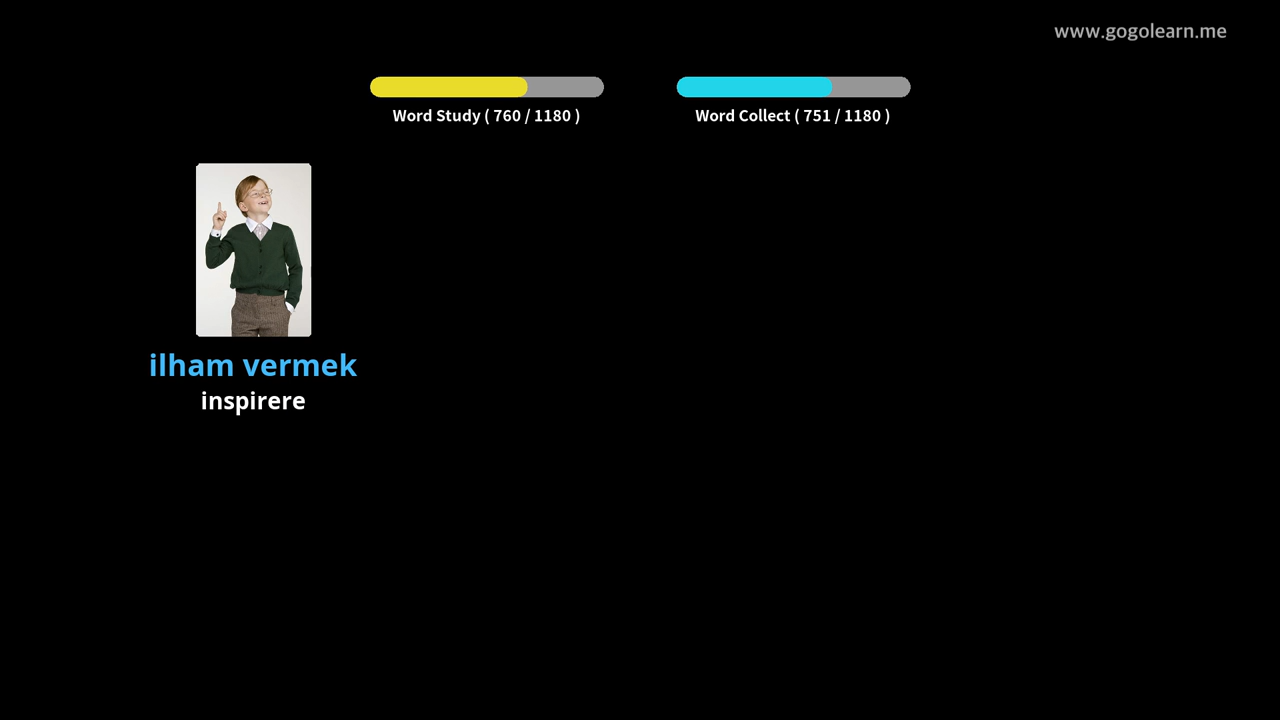 www.gogolearn.me
Word Study ( 760 / 1180 )
Word Collect ( 751 / 1180 )
ilham vermek
inspirere